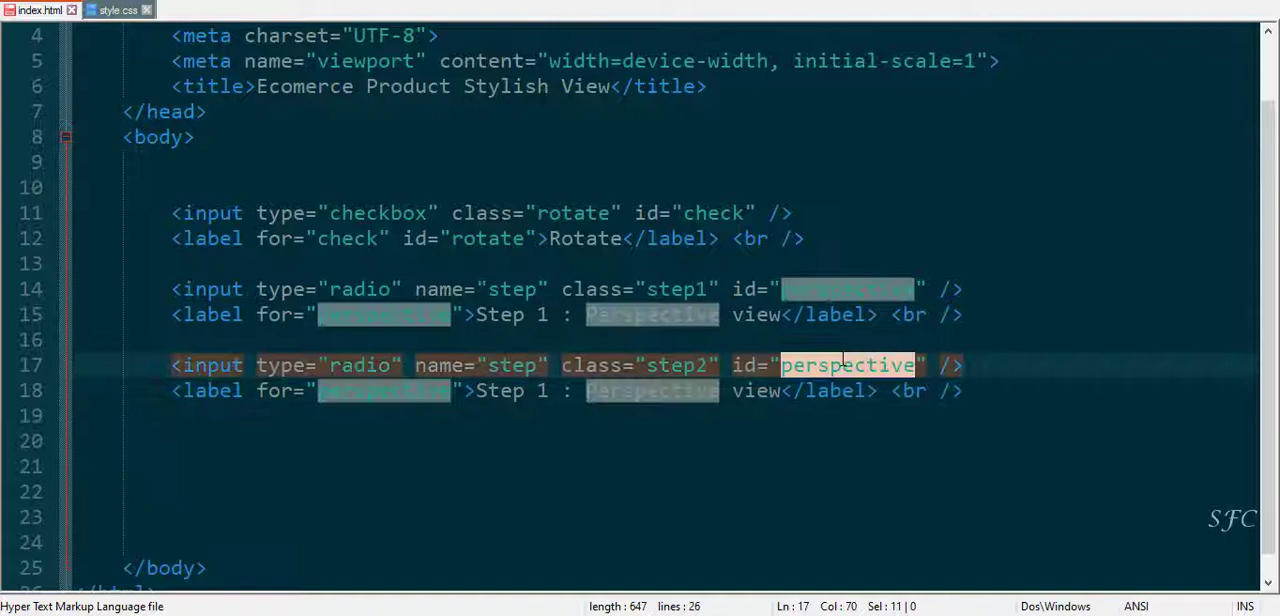 index.html style.css
4 <meta charset="UTF-8">
5 <meta name="viewport" content="width=device-width, initial-scale=1">
6 <title>Ecomerce Product Stylish View</title>
7 </head>
8 <body>
9
10
11 <input type="checkbox" class="rotate" id="check" />
12 <label for="check" id="rotate">Rotate</label> <br />
13
14 <input type="radio" name="step" class="step1" id="perspective" />
15 <label for="perspective">Step 1 : Perspective view</label> <br />
16
17 <input type="radio" name="step" class="step2" id="perspective" />
18 <label for="perspective">Step 1 : Perspective view</label> <br />
19
20
21
22
23
SFC
24
25 </body>
26 </html>
Hyper Text Markup Language file length : 647 lines : 26 Ln : 17 Col : 70 Sel : 11 | 0 Dos\Windows ANSI INS